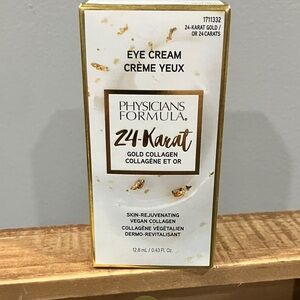 1711332
24-KARAT GOLD /
OR 24 CARATS
EYE CREAM
CRÈME YEUX
PHYSICIANS
FORMULA®
24-Karat
GOLD COLLAGEN
COLLAGÈNE ET OR
SKIN-REJUVENATING
VEGAN COLLAGEN
COLLAGÈNE VÉGÉTALIEN
DERMO-REVITALISANT
12.8 mL / 0.43 Fl. Oz.